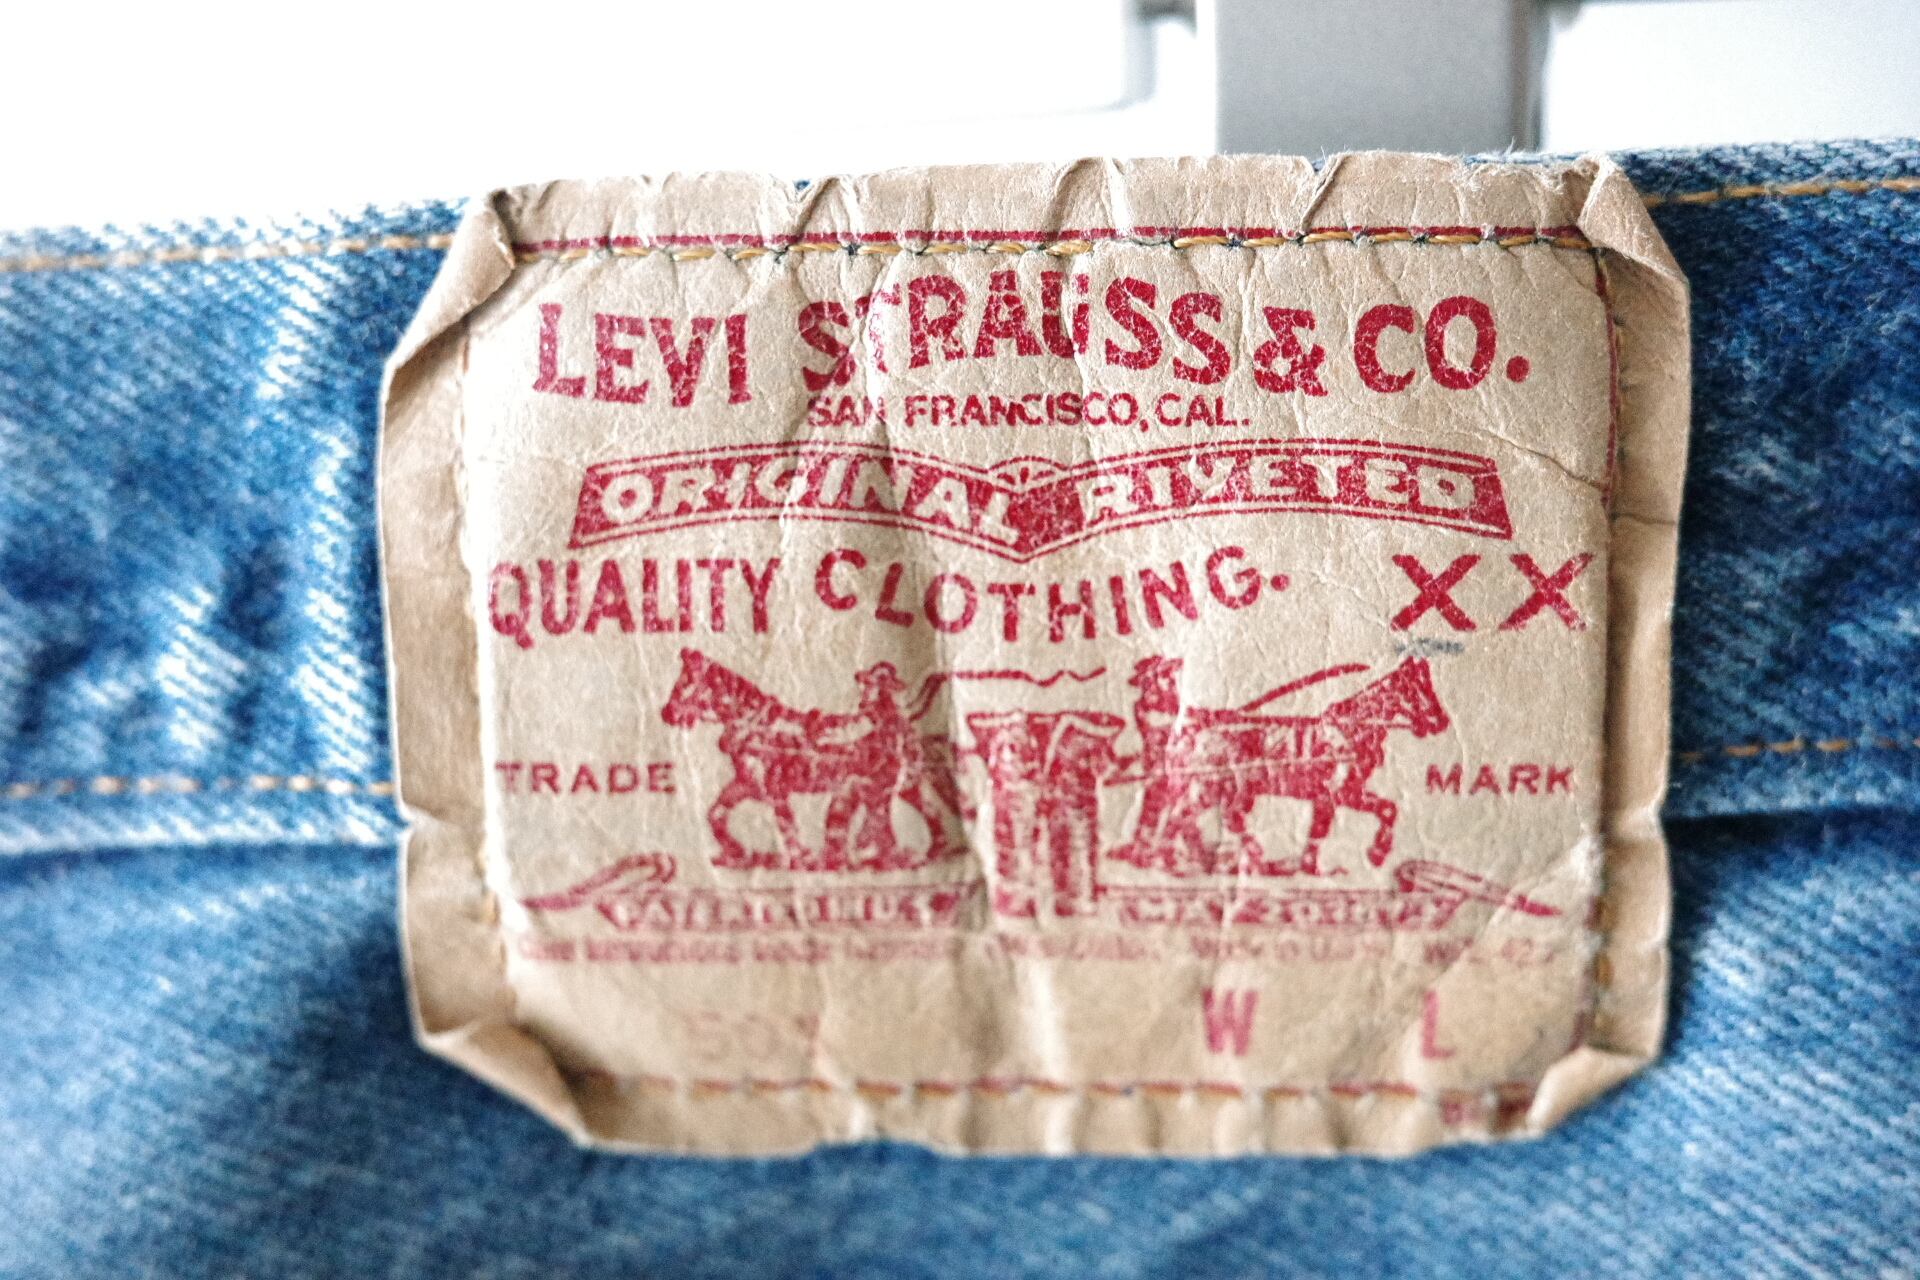 LEVI STRAUSS & CO.
SAN FRANCISCO, CAL.
ORIGINAL RIVETED
QUALITY CLOTHING. XX
TRADE MARK
W L